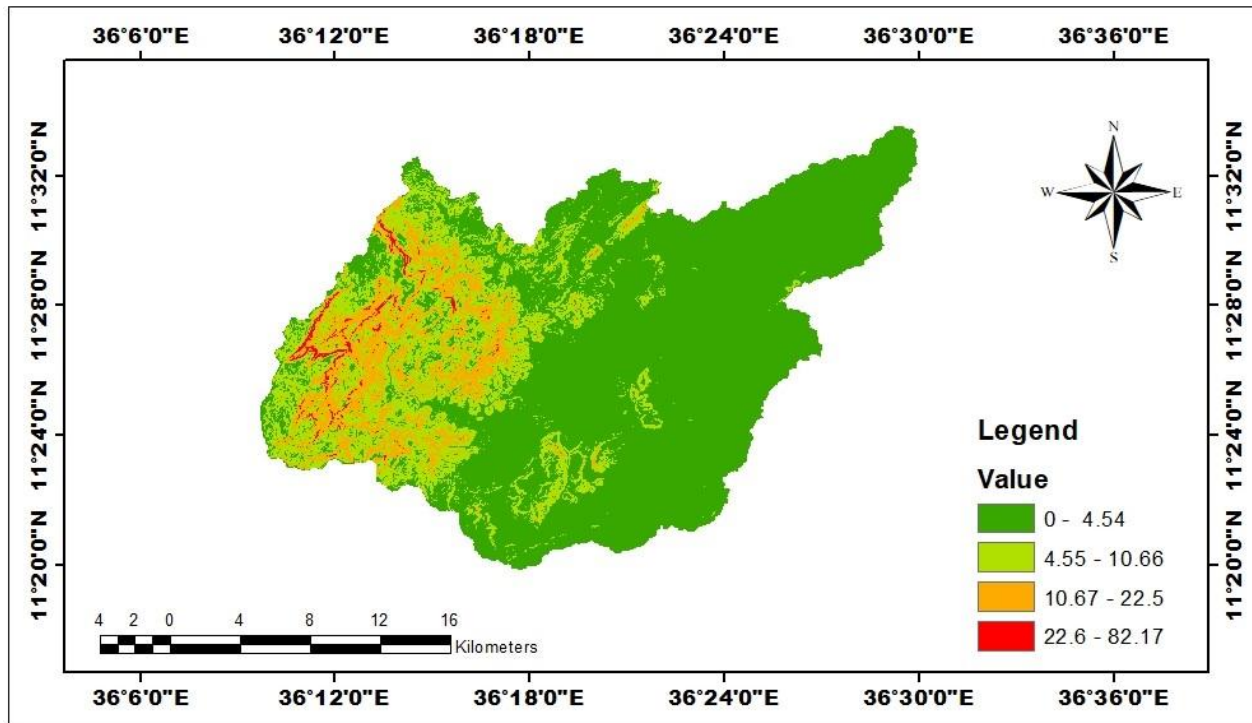 36°6'0"E 36°12'0"E 36°18'0"E 36°24'0"E 36°30'0"E 36°36'0"E
11°32'0"N
11°28'0"N
11°24'0"N
11°20'0"N
N
W E
S
11°32'0"N
11°28'0"N
11°24'0"N
11°20'0"N
Legend
Value
0 - 4.54
4.55 - 10.66
10.67 - 22.5
22.6 - 82.17
4 2 0 4 8 12 16
Kilometers
36°6'0"E 36°12'0"E 36°18'0"E 36°24'0"E 36°30'0"E 36°36'0"E